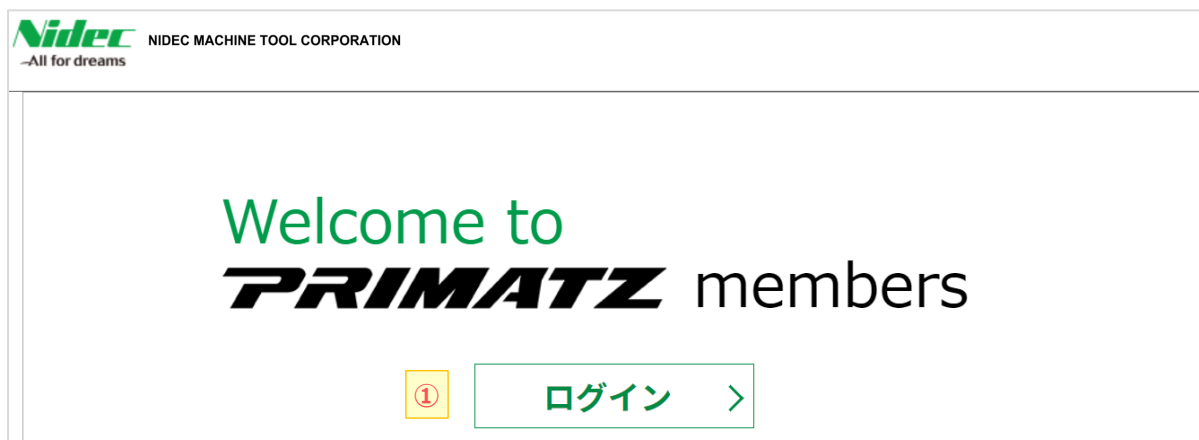 Nidec NIDEC MACHINE TOOL CORPORATION
-All for dreams
Welcome to
PRIMATZ members
① ログイン >